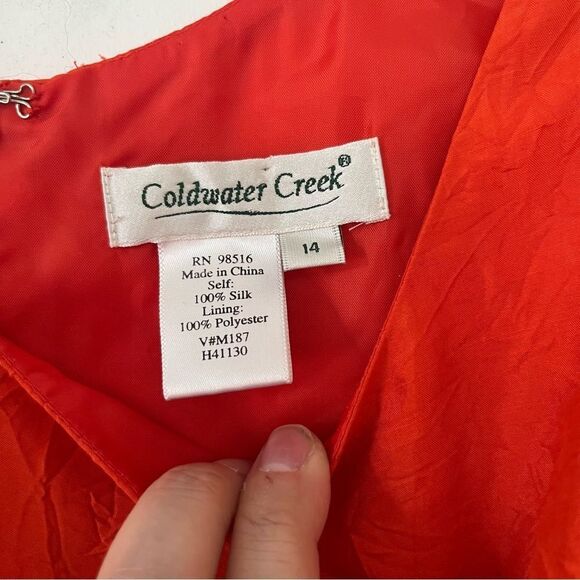 Coldwater Creek®
14
RN 98516
Made in China
Self:
100% Silk
Lining:
100% Polyester
V#M187
H41130